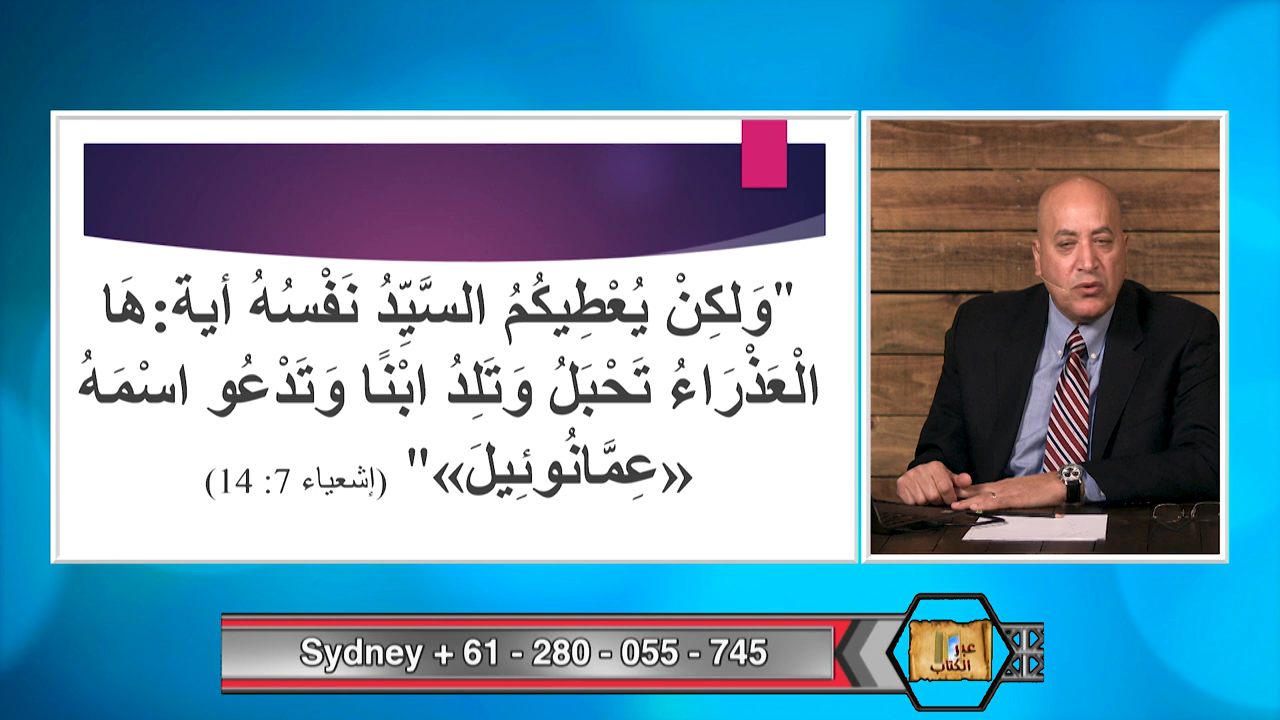 "وَلكِنْ يُعْطِيكُمُ السَّيِّدُ نَفْسُهُ أية:هَا
الْعَذْرَاءُ تَحْبَلُ وَتَلِدُ ابْنًا وَتَدْعُو اسْمَهُ
«عِمَّانُوئِيلَ»" (إشعياء 7: 14)
Sydney + 61 - 280 - 055 - 745
عبر
الكتاب